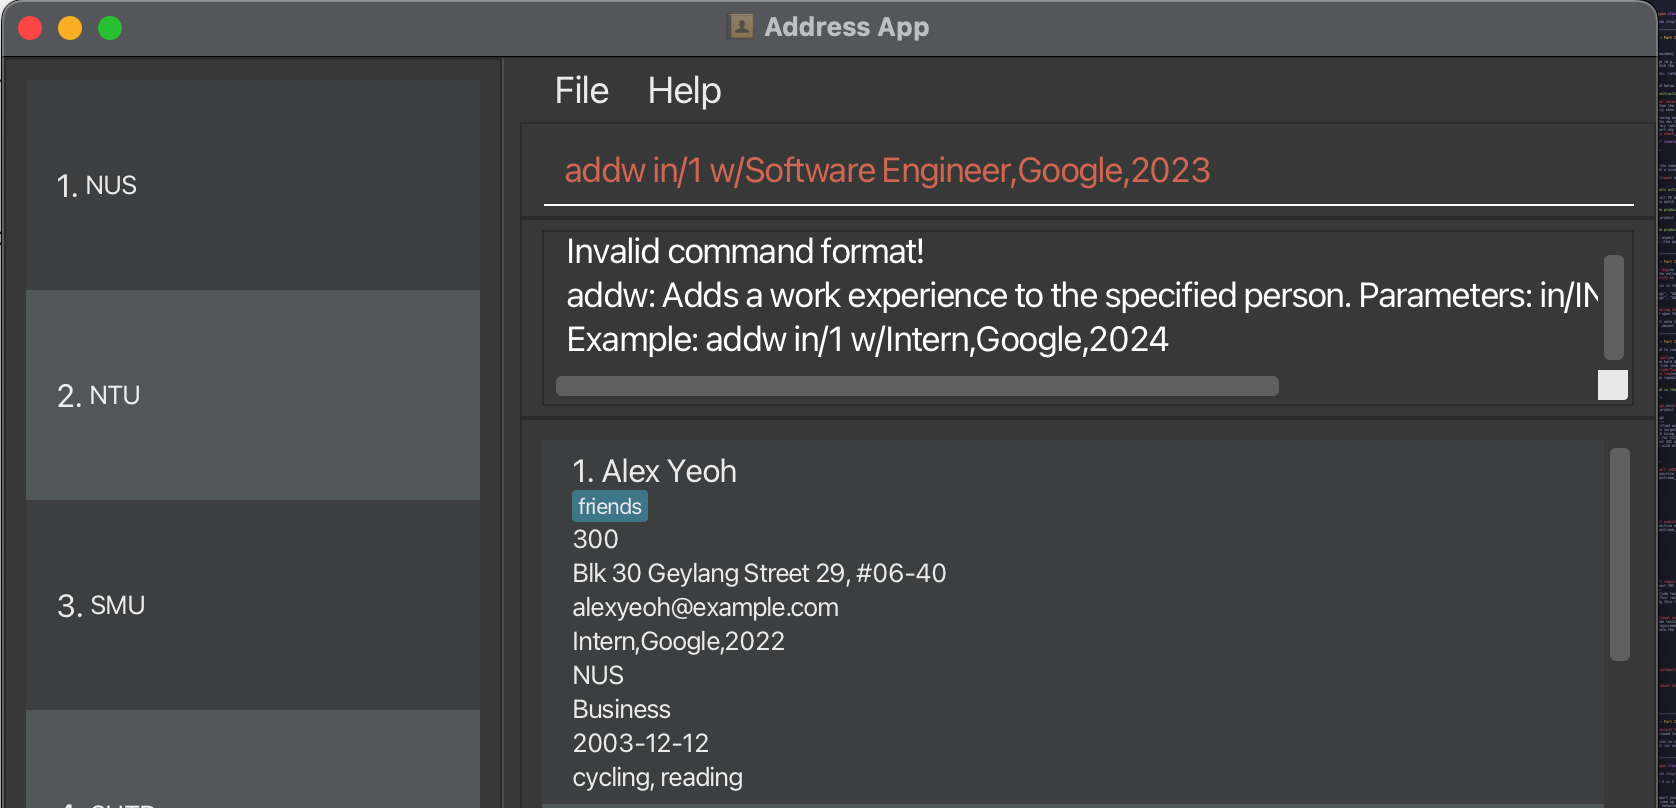 Address App
1. NUS
2. NTU
3. SMU
File Help
addw in/1 w/Software Engineer,Google,2023
Invalid command format!
addw: Adds a work experience to the specified person. Parameters: in/IN
Example: addw in/1 w/Intern,Google,2024
1. Alex Yeoh
friends
300
Blk 30 Geylang Street 29, #06-40
alexyeoh@example.com
Intern,Google,2022
NUS
Business
2003-12-12
cycling, reading